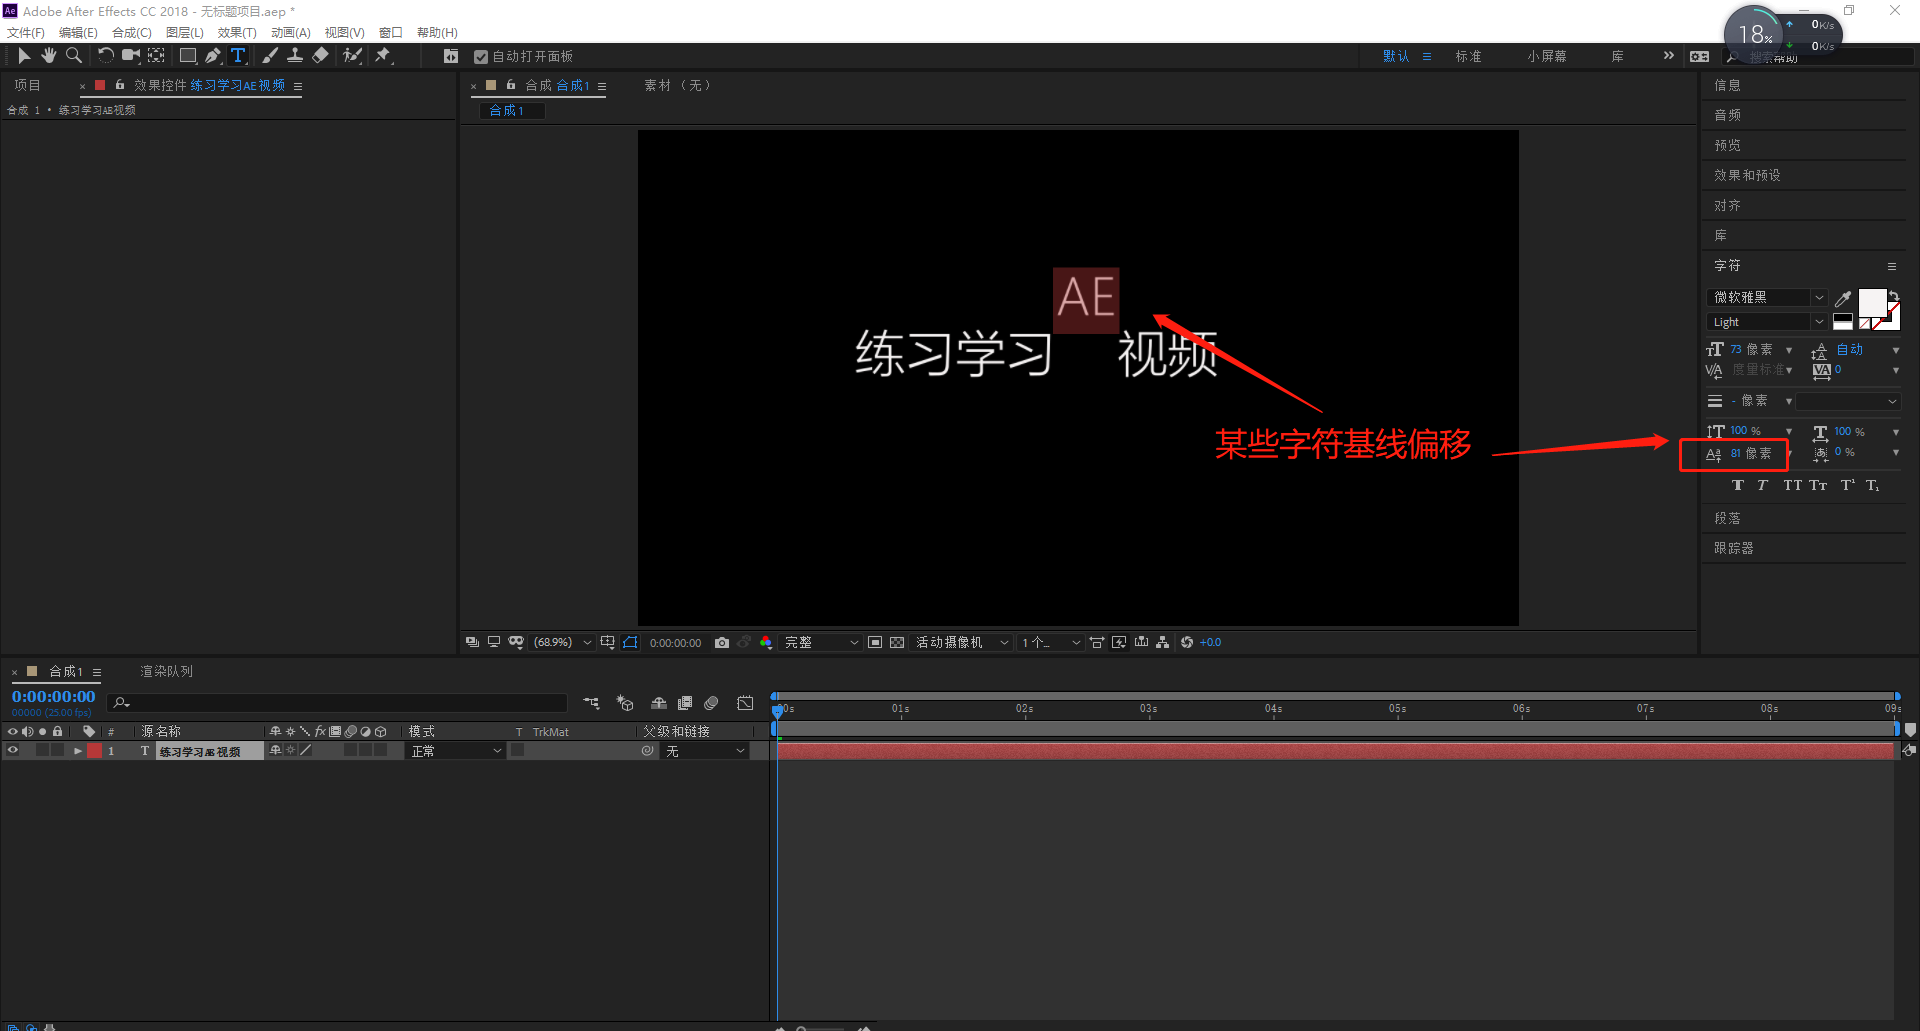 Ae Adobe After Effects CC 2018 - 无标题项目.aep *
文件(F) 编辑(E) 合成(C) 图层(L) 效果(T) 动画(A) 视图(V) 窗口 帮助(H)
18% 0K/s
0K/s
自动打开面板 默认 标准 小屏幕 库 搜索帮助
项目 效果控件 练习学习AE视频 合成 合成1 素材 (无)
合成 1 • 练习学习AE视频
合成1
信息
音频
预览
效果和预设
对齐
库
字符
微软雅黑
Light
73 像素 自动
度量标准 0
- 像素
100 % 100 %
81 像素 0 %
T T TT Tт T¹ T₁
段落
跟踪器
AE
练习学习 视频
某些字符基线偏移
(68.9%) 0:00:00:00 完整 活动摄像机 1个... +0.0
合成1 渲染队列
0:00:00:00
00000 (25.00 fps)
00s 01s 02s 03s 04s 05s 06s 07s 08s 09s
# 源名称 模式 T TrkMat 父级和链接
1 T 练习学习AE视频 正常 无